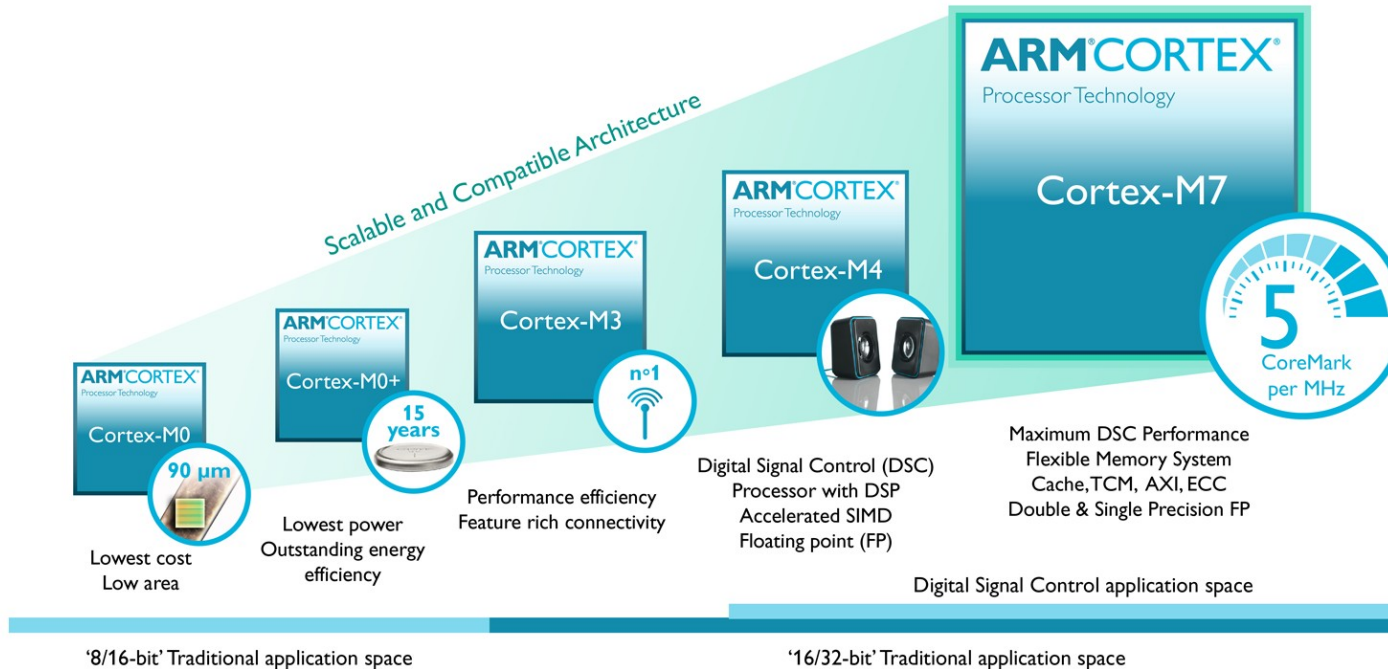 Scalable and Compatible Architecture
ARM®CORTEX®
Processor Technology
Cortex-M0
90 µm
Lowest cost
Low area
ARM®CORTEX®
Processor Technology
Cortex-M0+
15
years
Lowest power
Outstanding energy
efficiency
ARM®CORTEX®
Processor Technology
Cortex-M3
nº1
Performance efficiency
Feature rich connectivity
ARM®CORTEX®
Processor Technology
Cortex-M4
Digital Signal Control (DSC)
Processor with DSP
Accelerated SIMD
Floating point (FP)
ARM®CORTEX®
Processor Technology
Cortex-M7
5
CoreMark
per MHz
Maximum DSC Performance
Flexible Memory System
Cache,TCM, AXI, ECC
Double & Single Precision FP
Digital Signal Control application space
‘8/16-bit’ Traditional application space
‘16/32-bit’ Traditional application space